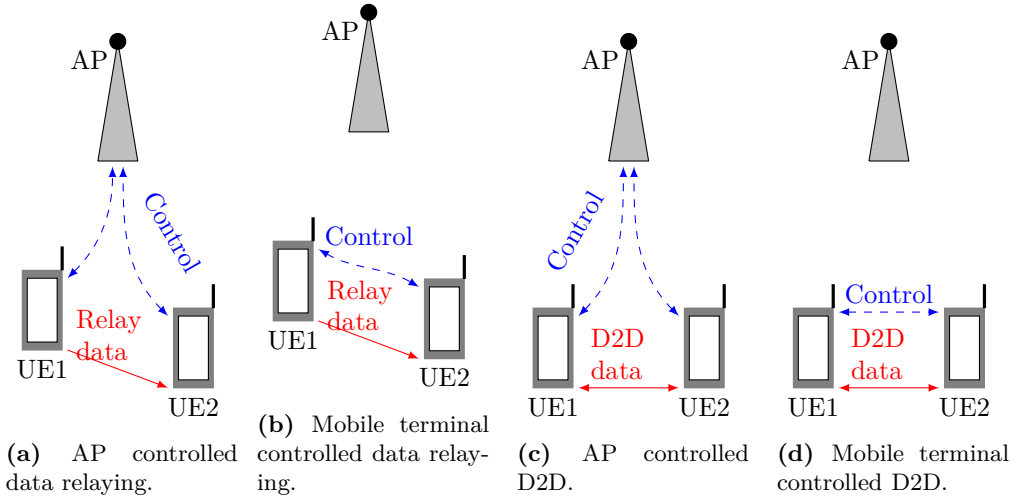 AP
Control
Relay
data
UE1
UE2
(a) AP controlled
data relaying.
AP
Control
Relay
data
UE1
UE2
(b) Mobile terminal
controlled data relay-
ing.
AP
Control
D2D
data
UE1
UE2
(c) AP controlled
D2D.
AP
Control
D2D
data
UE1
UE2
(d) Mobile terminal
controlled D2D.